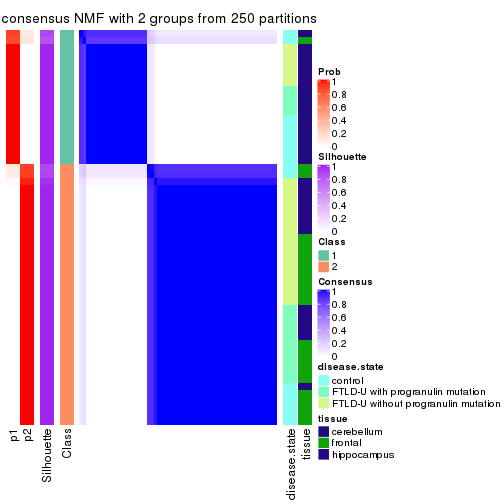 consensus NMF with 2 groups from 250 partitions
Prob
1
0.8
0.6
0.4
0.2
0
Silhouette
1
0.8
0.6
0.4
0.2
0
Class
1
2
Consensus
1
0.8
0.6
0.4
0.2
0
disease.state
control
FTLD-U with progranulin mutation
FTLD-U without progranulin mutation
tissue
cerebellum
frontal
hippocampus
p1
p2
Silhouette
Class
disease.state
tissue